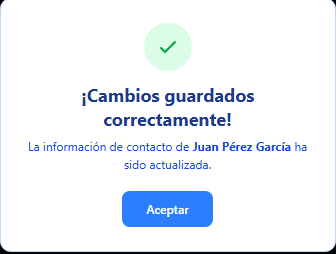 ¡Cambios guardados
correctamente!
La información de contacto de Juan Pérez García ha
sido actualizada.
Aceptar